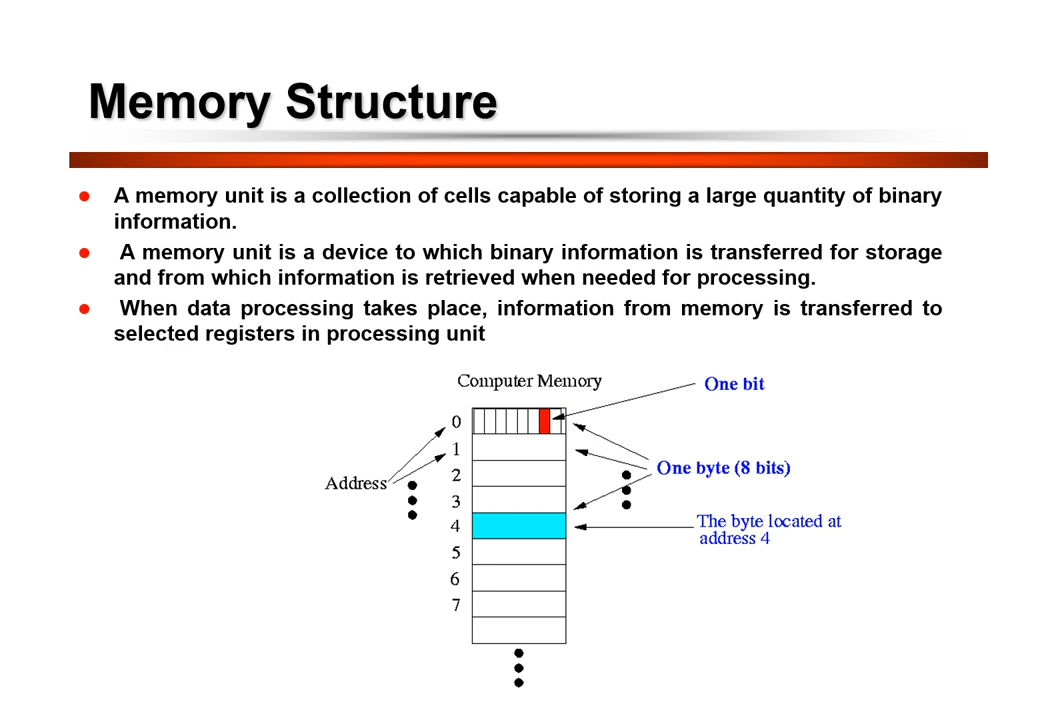 Memory Structure
A memory unit is a collection of cells capable of storing a large quantity of binary
information.
A memory unit is a device to which binary information is transferred for storage
and from which information is retrieved when needed for processing.
When data processing takes place, information from memory is transferred to
selected registers in processing unit
Computer Memory
One bit
0
1
One byte (8 bits)
2
Address
3
4
The byte located at
address 4
5
6
7